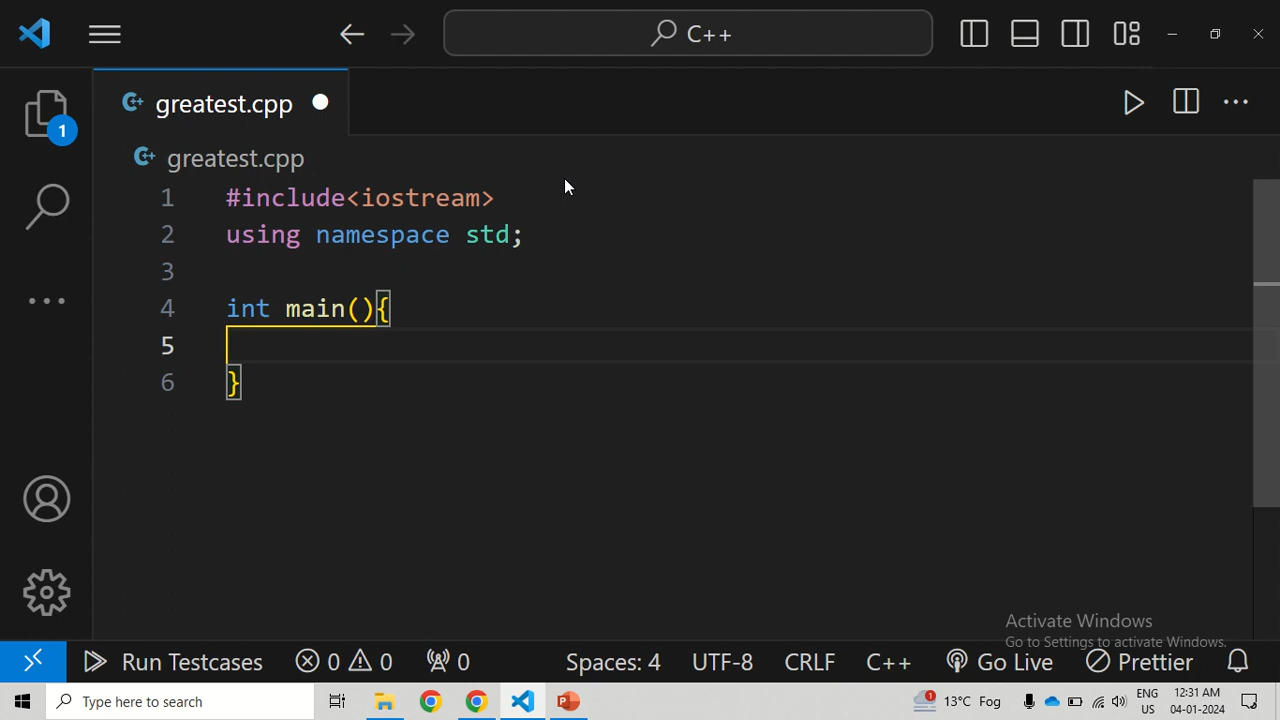 C++
greatest.cpp
1
greatest.cpp
1 #include<iostream>
2 using namespace std;
3
4 int main(){
5
6 }
Activate Windows
Go to Settings to activate Windows.
Run Testcases 0 0 0 Spaces: 4 UTF-8 CRLF C++ Go Live Prettier
Type here to search 1 13°C Fog ENG US 12:31 AM 04-01-2024